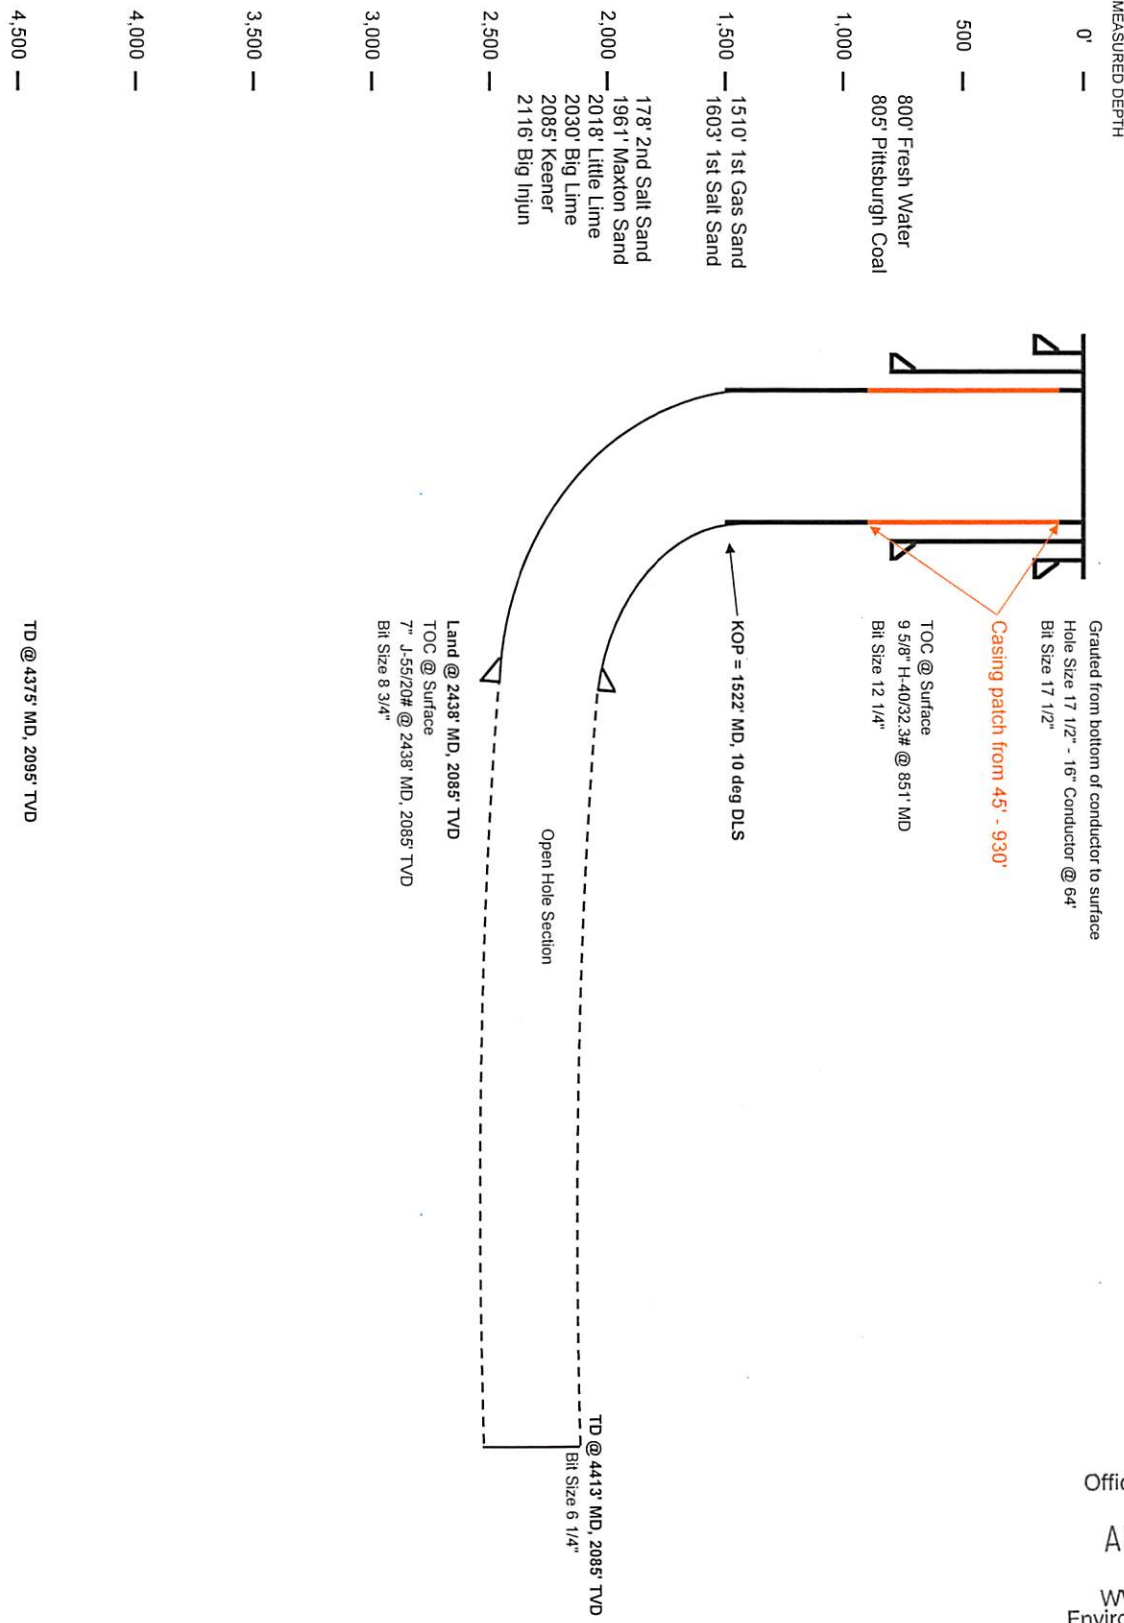 MEASURED DEPTH
0'
500
1,000
1,500
2,000
2,500
3,000
3,500
4,000
4,500
800' Fresh Water
805' Pittsburgh Coal
1510' 1st Gas Sand
1603' 1st Salt Sand
178' 2nd Salt Sand
1961' Maxton Sand
2018' Little Lime
2030' Big Lime
2085' Keener
2116' Big Injun
Grauted from bottom of conductor to surface
Hole Size 17 1/2" - 16" Conductor @ 64'
Bit Size 17 1/2"
Casing patch from 45' - 930'
TOC @ Surface
9 5/8" H-40/32.3# @ 851' MD
Bit Size 12 1/4"
KOP = 1522' MD, 10 deg DLS
Land @ 2438' MD, 2085' TVD
TOC @ Surface
7" J-55/20# @ 2438' MD, 2085' TVD
Bit Size 8 3/4"
Open Hole Section
TD @ 4413' MD, 2085' TVD
Bit Size 6 1/4"
TD @ 4375' MD, 2095' TVD
Offic
A
Enviro